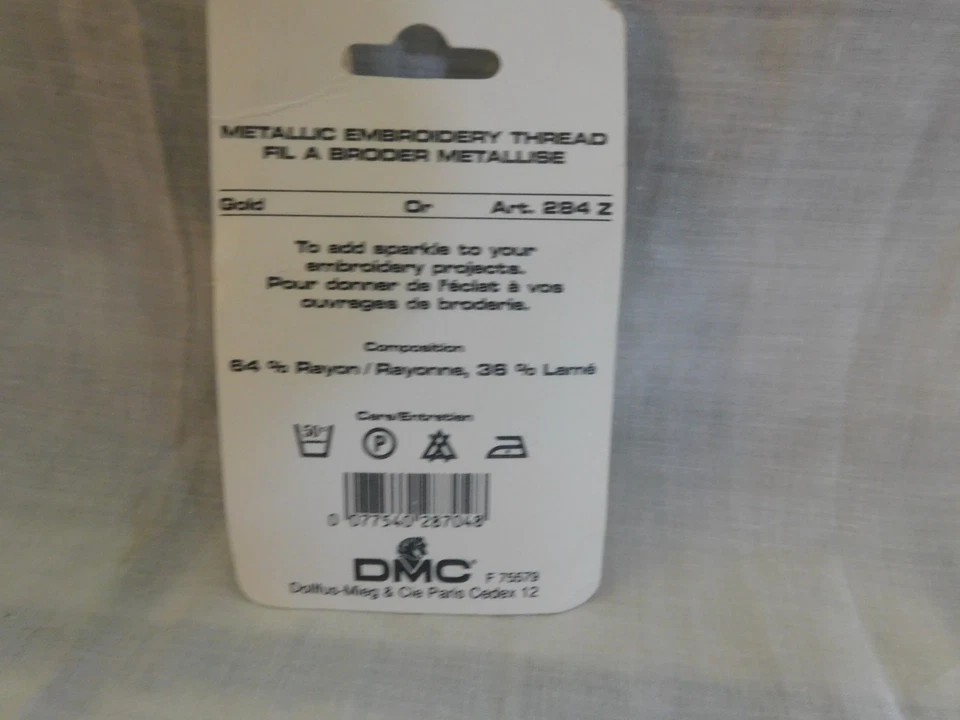 METALLIC EMBROIDERY THREAD
FIL A BRODER METALLISE
Gold Or Art. 284 Z
To add sparkle to your
embroidery projects.
Pour donner de l'éclat à vos
ouvrages de broderie.
Composition
64 % Rayon / Rayonne, 36 % Lamé
Care/Entretien
50° P
0 077540 287048
DMC F 75579
Dollfus-Mieg & Cie Paris Cedex 12